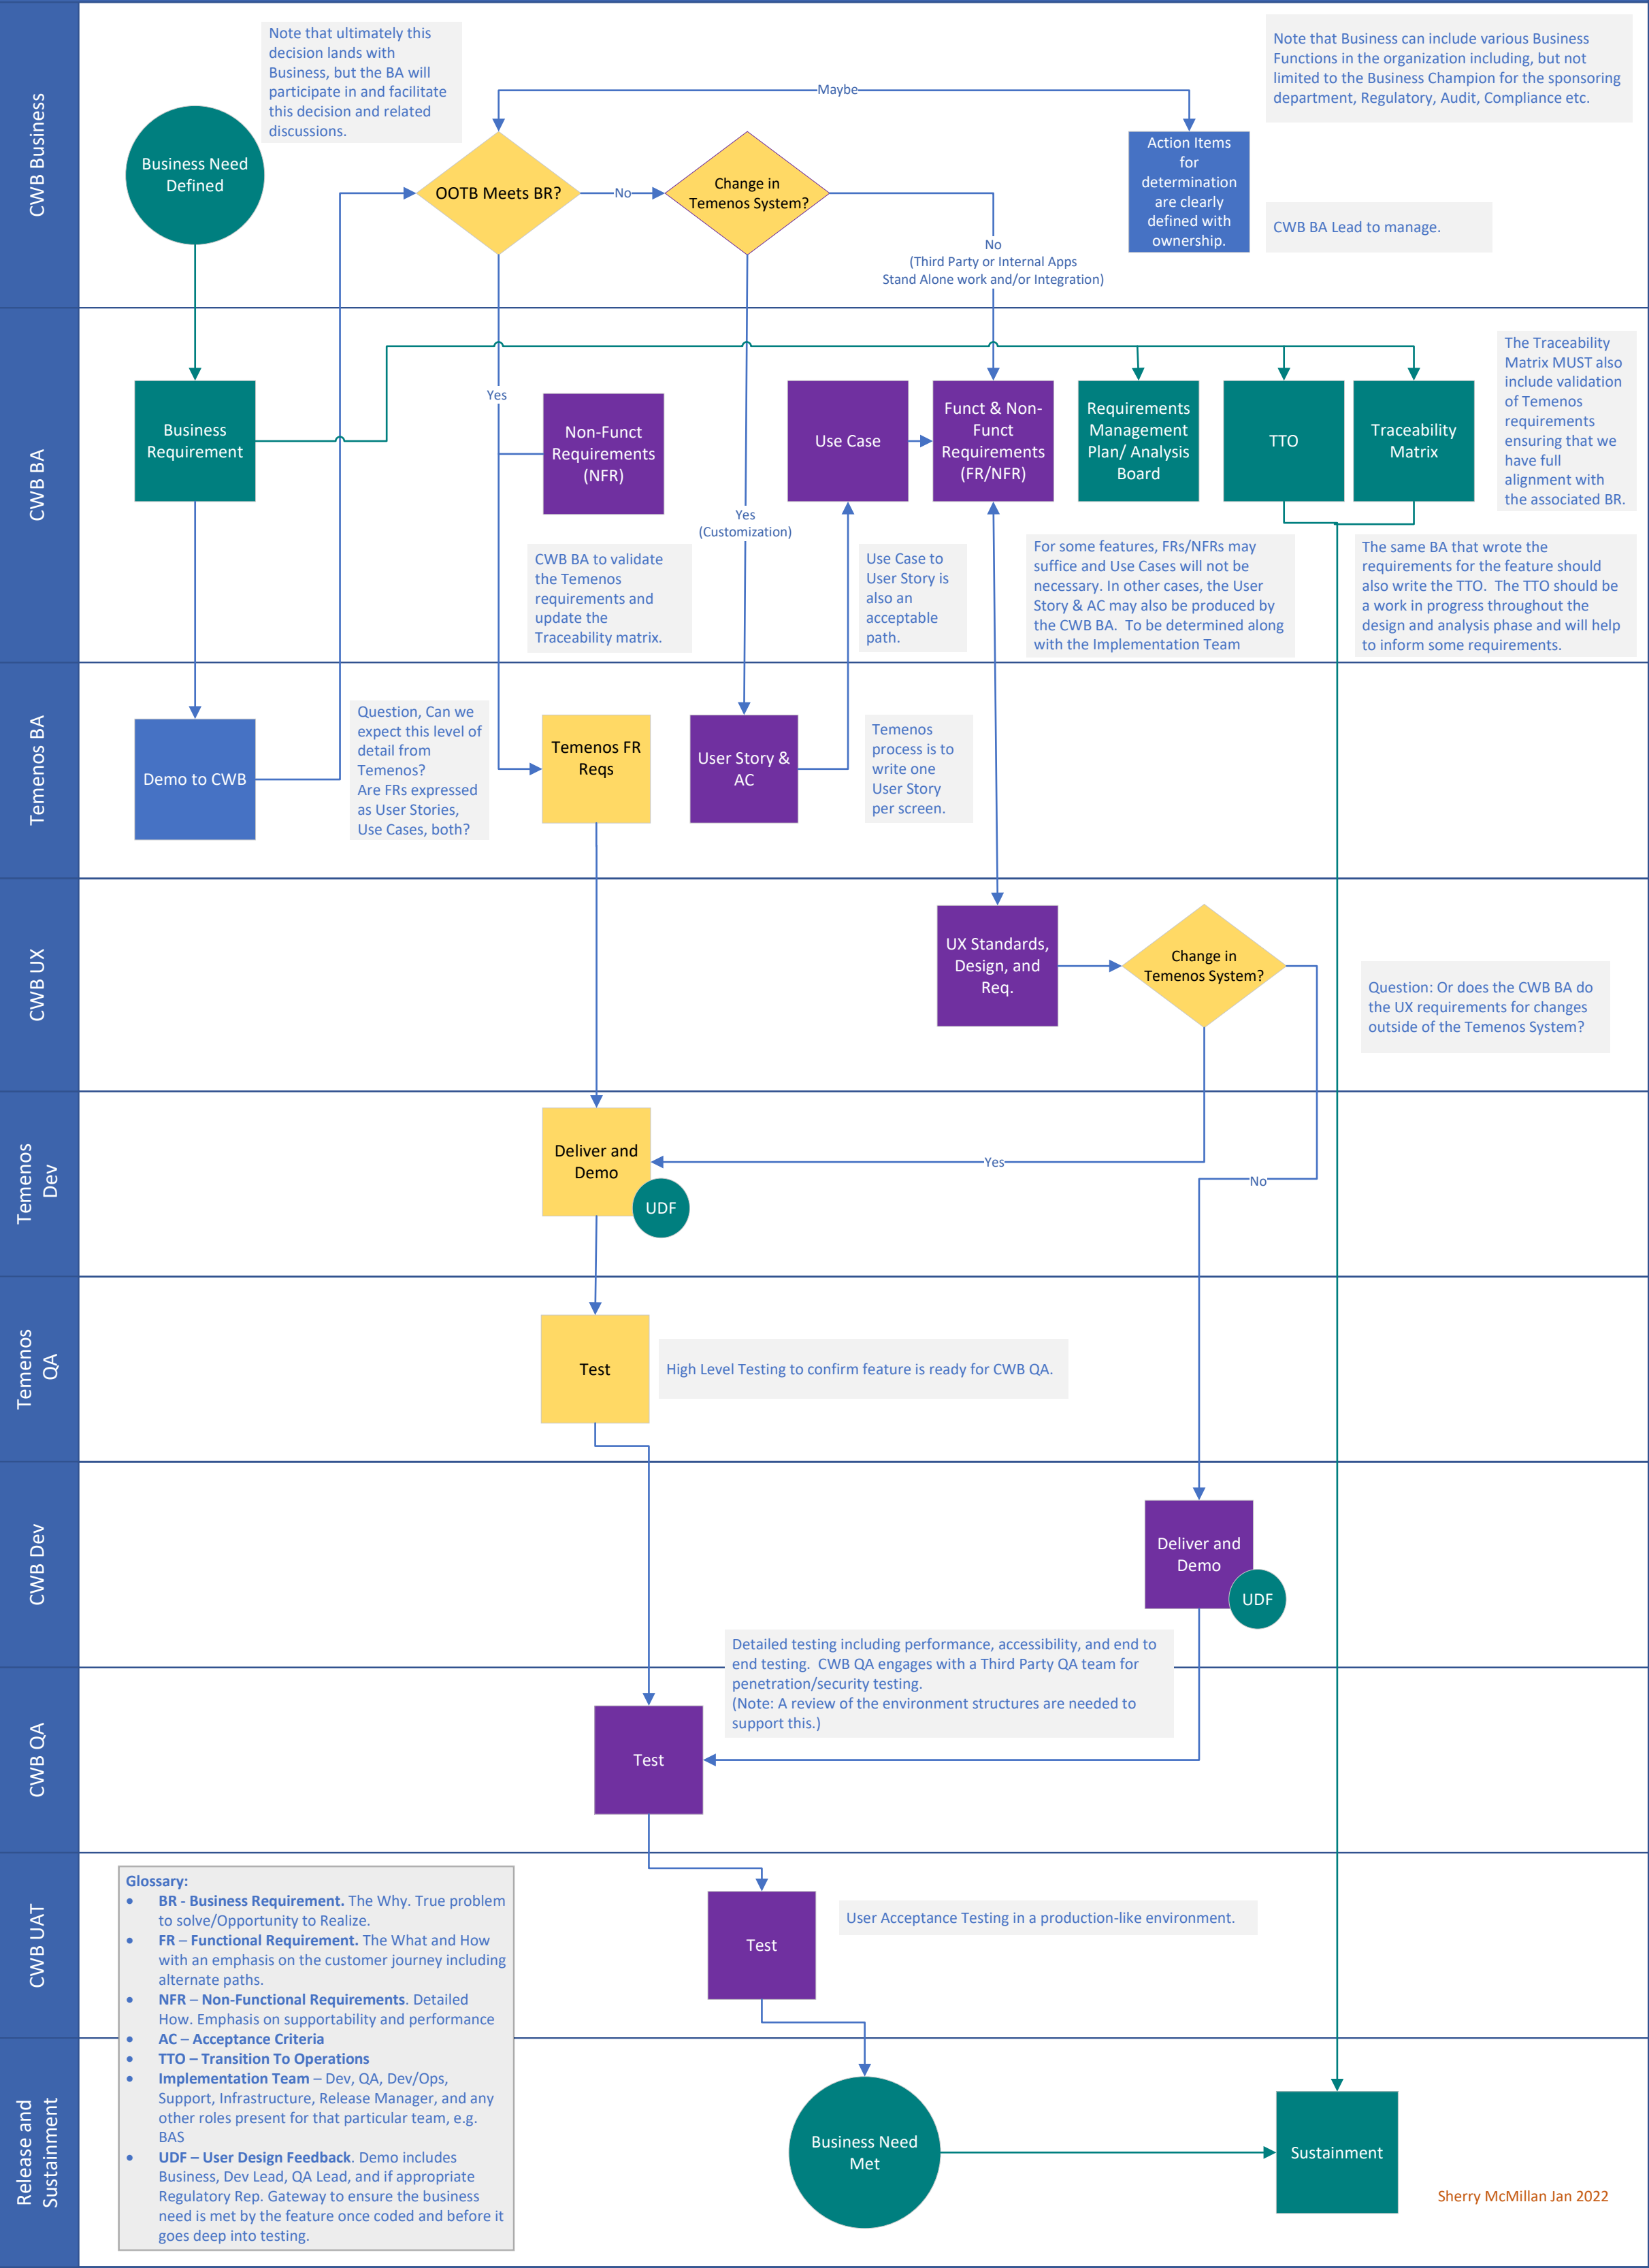 CWB Business
Note that ultimately this
decision lands with
Business, but the BA will
participate in and facilitate
this decision and related
discussions.
Note that Business can include various Business
Functions in the organization including, but not
limited to the Business Champion for the sponsoring
department, Regulatory, Audit, Compliance etc.
Maybe
Business Need
Defined
OOTB Meets BR?
No
Change in
Temenos System?
Action Items
for
determination
are clearly
defined with
ownership.
CWB BA Lead to manage.
No
(Third Party or Internal Apps
Stand Alone work and/or Integration)
CWB BA
Business
Requirement
Yes
Non-Funct
Requirements
(NFR)
Use Case
Funct & Non-
Funct
Requirements
(FR/NFR)
Requirements
Management
Plan/ Analysis
Board
TTO
Traceability
Matrix
The Traceability
Matrix MUST also
include validation
of Temenos
requirements
ensuring that we
have full
alignment with
the associated BR.
Yes
(Customization)
CWB BA to validate
the Temenos
requirements and
update the
Traceability matrix.
Use Case to
User Story is
also an
acceptable
path.
For some features, FRs/NFRs may
suffice and Use Cases will not be
necessary. In other cases, the User
Story & AC may also be produced by
the CWB BA.  To be determined along
with the Implementation Team
The same BA that wrote the
requirements for the feature should
also write the TTO.  The TTO should be
a work in progress throughout the
design and analysis phase and will help
to inform some requirements.
Temenos BA
Demo to CWB
Question, Can we
expect this level of
detail from
Temenos?
Are FRs expressed
as User Stories,
Use Cases, both?
Temenos FR
Reqs
User Story &
AC
Temenos
process is to
write one
User Story
per screen.
CWB UX
UX Standards,
Design, and
Req.
Change in
Temenos System?
Question: Or does the CWB BA do
the UX requirements for changes
outside of the Temenos System?
Temenos
Dev
Deliver and
Demo
UDF
Yes
No
Temenos
QA
Test
High Level Testing to confirm feature is ready for CWB QA.
CWB Dev
Deliver and
Demo
UDF
Detailed testing including performance, accessibility, and end to
end testing.  CWB QA engages with a Third Party QA team for
penetration/security testing.
(Note: A review of the environment structures are needed to
support this.)
CWB QA
Test
CWB UAT
Test
User Acceptance Testing in a production-like environment.
Glossary:
• BR - Business Requirement. The Why. True problem
to solve/Opportunity to Realize.
• FR – Functional Requirement. The What and How
with an emphasis on the customer journey including
alternate paths.
• NFR – Non-Functional Requirements. Detailed
How. Emphasis on supportability and performance
• AC – Acceptance Criteria
• TTO – Transition To Operations
• Implementation Team – Dev, QA, Dev/Ops,
Support, Infrastructure, Release Manager, and any
other roles present for that particular team, e.g.
BAS
• UDF – User Design Feedback. Demo includes
Business, Dev Lead, QA Lead, and if appropriate
Regulatory Rep. Gateway to ensure the business
need is met by the feature once coded and before it
goes deep into testing.
Release and
Sustainment
Business Need
Met
Sustainment
Sherry McMillan Jan 2022